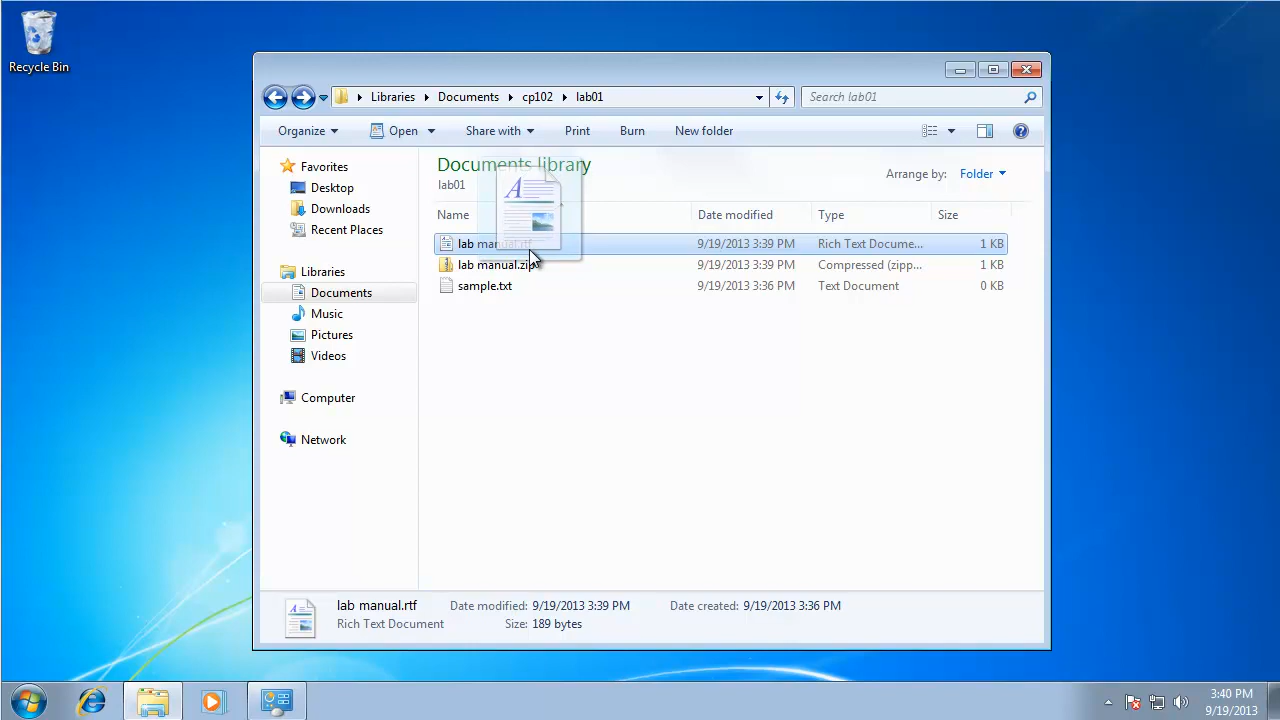 Recycle Bin
Libraries Documents cp102 lab01
Search lab01
Organize Open Share with Print Burn New folder
Favorites
Desktop
Downloads
Recent Places
Libraries
Documents
Music
Pictures
Videos
Computer
Network
Documents library
lab01
Arrange by: Folder
Name Date modified Type Size
lab manual.rtf 9/19/2013 3:39 PM Rich Text Docume... 1 KB
lab manual.zip 9/19/2013 3:39 PM Compressed (zipp... 1 KB
sample.txt 9/19/2013 3:36 PM Text Document 0 KB
lab manual.rtf Date modified: 9/19/2013 3:39 PM Date created: 9/19/2013 3:36 PM
Rich Text Document Size: 189 bytes
3:40 PM
9/19/2013